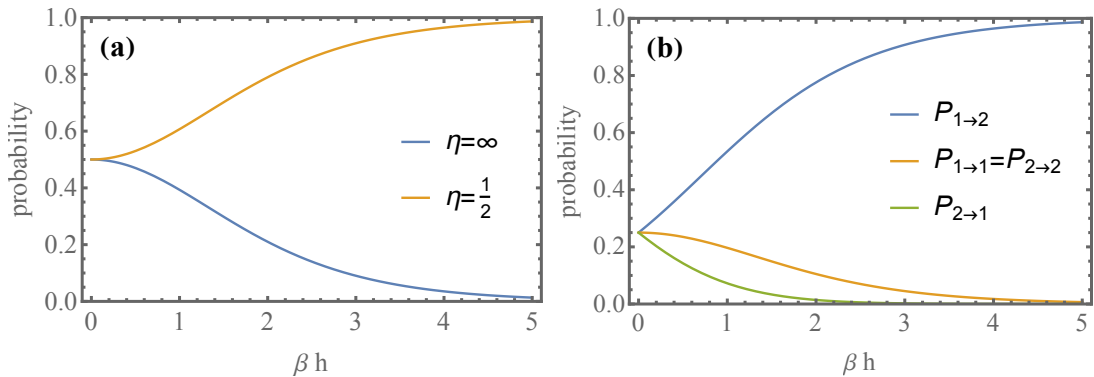 (a)
1.0
0.8
0.6
0.4
0.2
0.0
probability
η=∞
η=1/2
0 1 2 3 4 5
β h
(b)
1.0
0.8
0.6
0.4
0.2
0.0
probability
P1→2
P1→1=P2→2
P2→1
0 1 2 3 4 5
β h